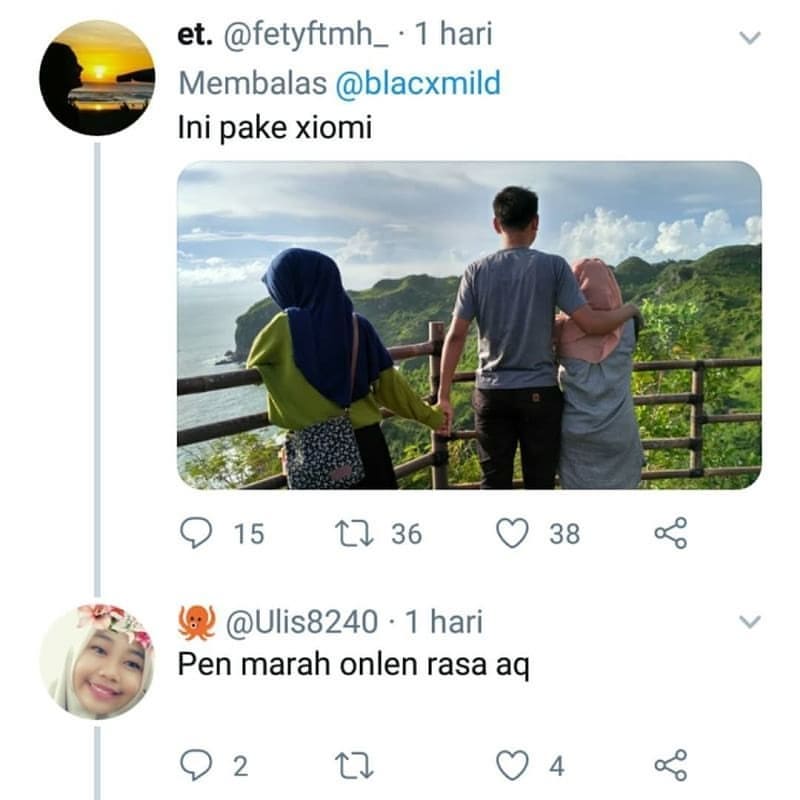 et. @fetyftmh_ · 1 hari
Membalas @blacxmild
Ini pake xiomi
15 36 38
🐙 @Ulis8240 · 1 hari
Pen marah onlen rasa aq
2 4